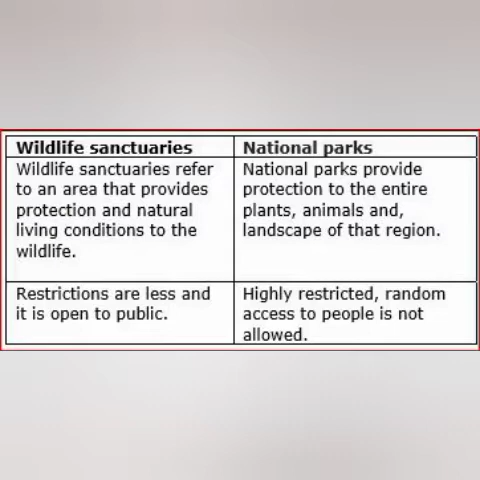 Wildlife sanctuaries
National parks
Wildlife sanctuaries refer
to an area that provides
protection and natural
living conditions to the
wildlife.
National parks provide
protection to the entire
plants, animals and,
landscape of that region.
Restrictions are less and
it is open to public.
Highly restricted, random
access to people is not
allowed.